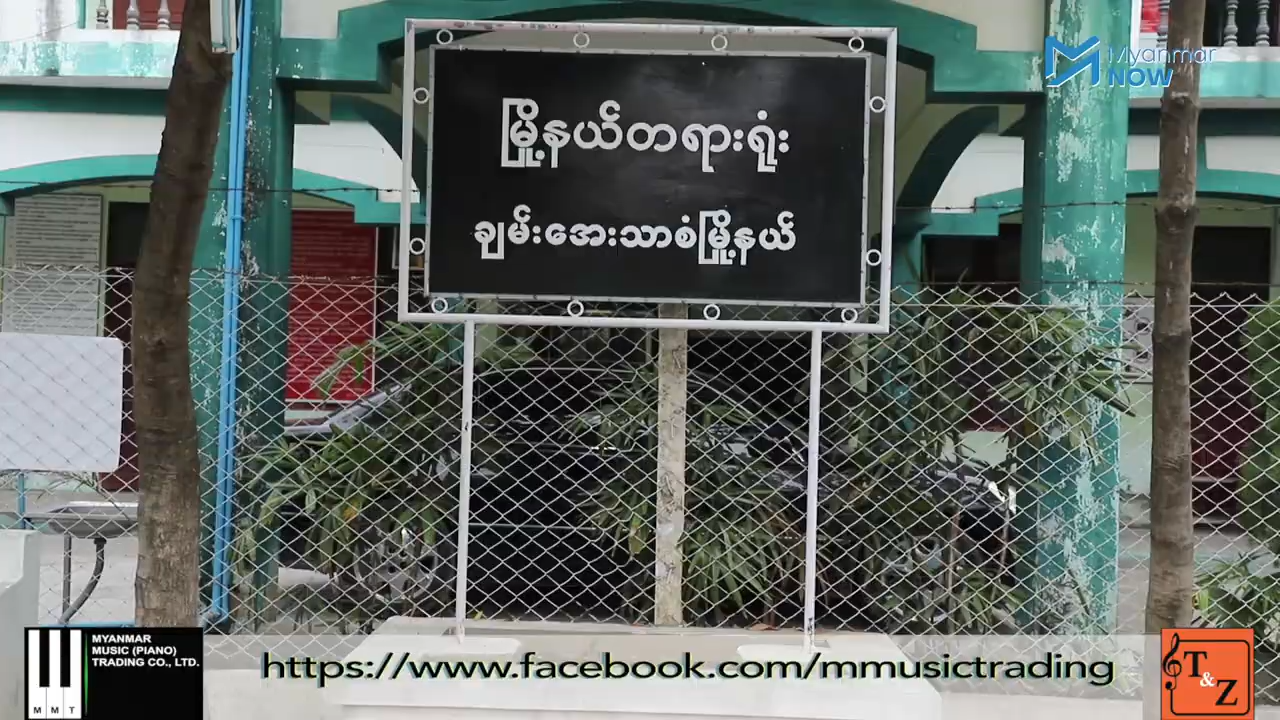 Myanmar
NOW
မြို့နယ်တရားရုံး
ချမ်းအေးသာစံမြို့နယ်
MYANMAR
MUSIC (PIANO)
TRADING CO., LTD.
M M T
https://www.facebook.com/mmusictrading
T
&
Z